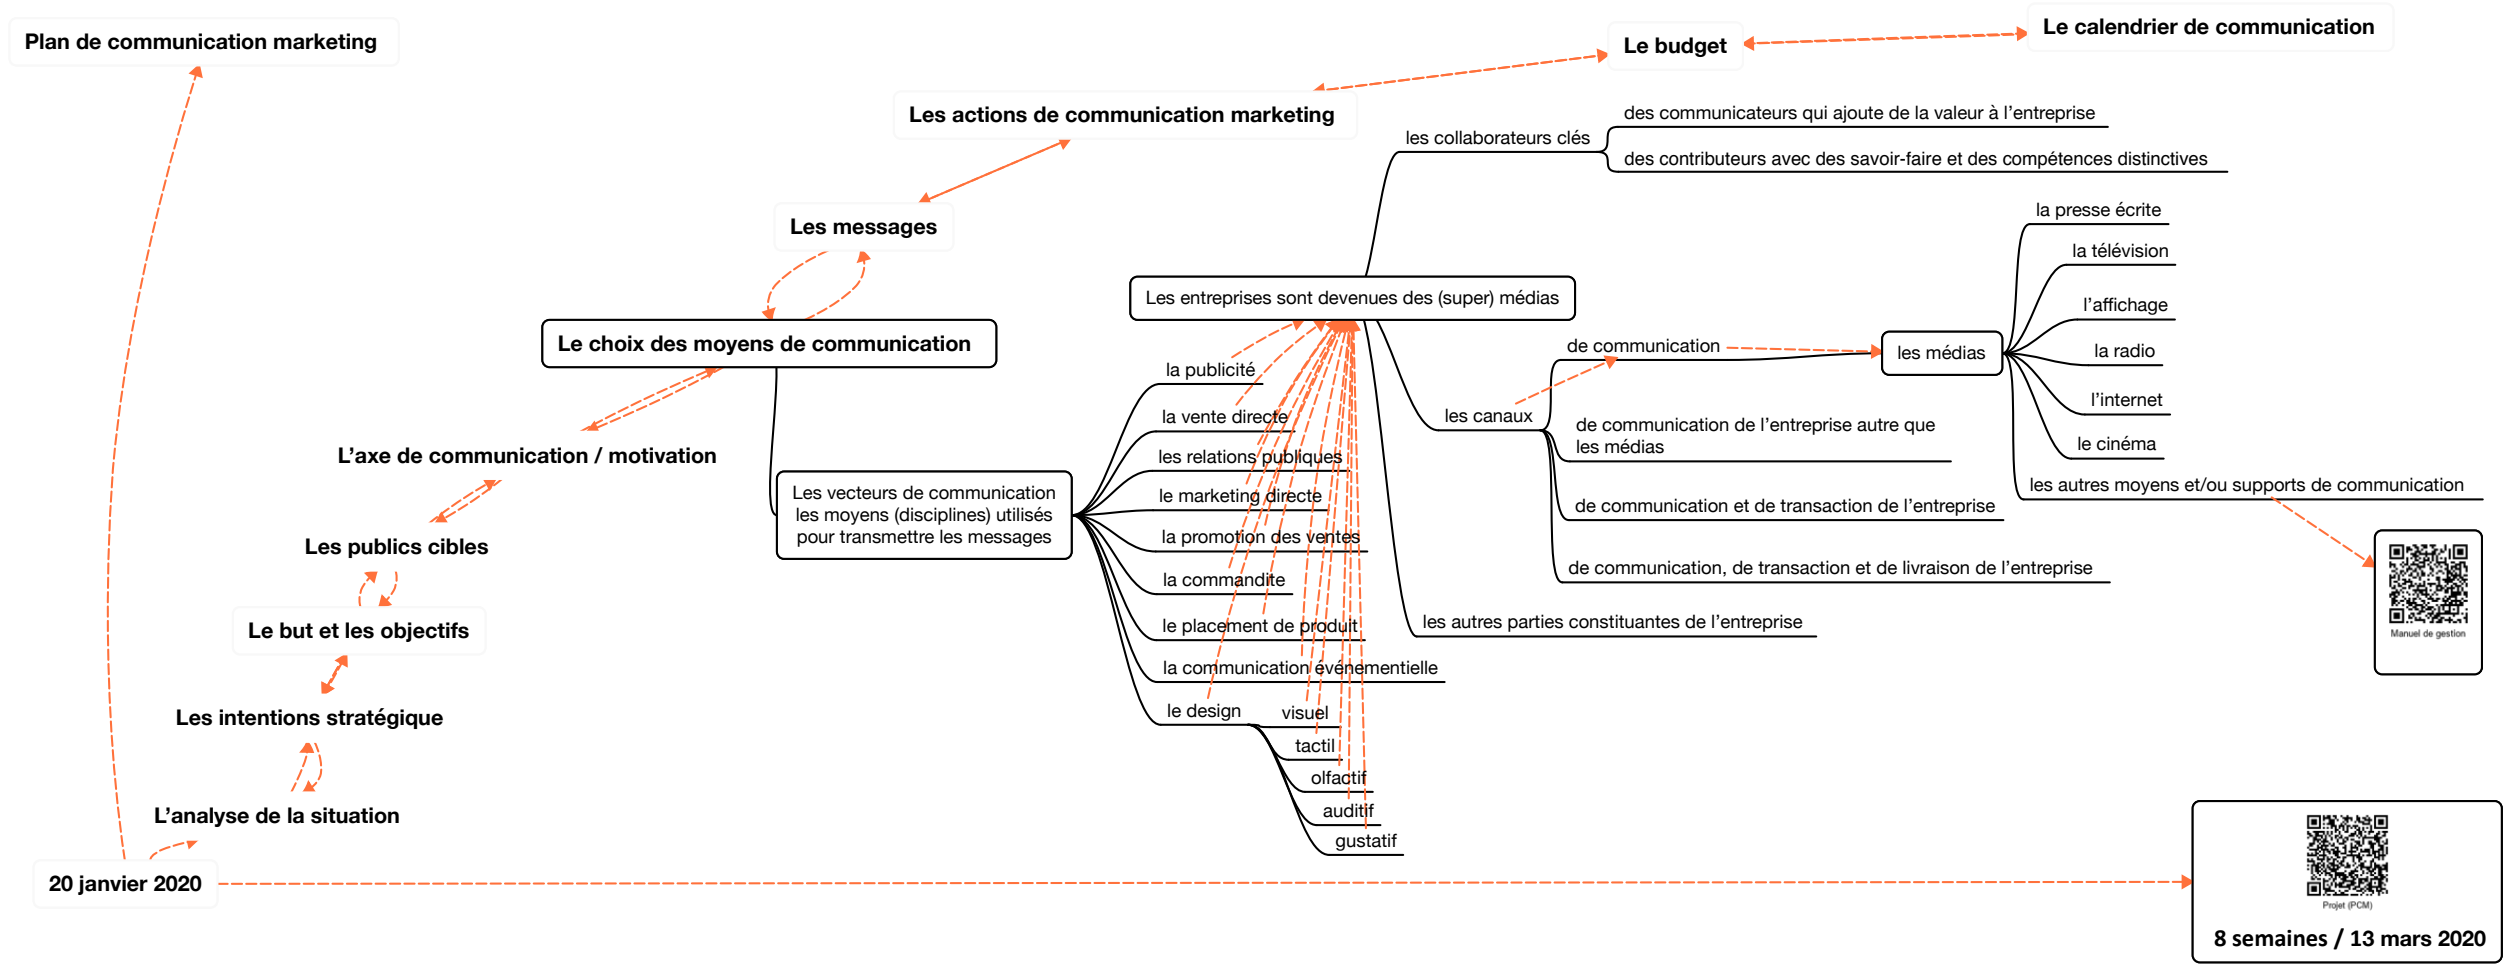 Plan de communication marketing
Le budget
Le calendrier de communication
Les actions de communication marketing
les collaborateurs clés
des communicateurs qui ajoute de la valeur à l'entreprise
des contributeurs avec des savoir-faire et des compétences distinctives
Les messages
Les entreprises sont devenues des (super) médias
Le choix des moyens de communication
la presse écrite
la télévision
l'affichage
la radio
l'internet
le cinéma
les autres moyens et/ou supports de communication
les médias
de communication
les canaux
de communication de l'entreprise autre que
les médias
de communication et de transaction de l'entreprise
de communication, de transaction et de livraison de l'entreprise
les autres parties constituantes de l'entreprise
Manuel de gestion
L'axe de communication / motivation
Les vecteurs de communication
les moyens (disciplines) utilisés
pour transmettre les messages
la publicité
la vente directe
les relations publiques
le marketing directe
la promotion des ventes
la commandite
le placement de produit
la communication événementielle
le design
visuel
tactil
olfactif
auditif
gustatif
Les publics cibles
Le but et les objectifs
Les intentions stratégique
L'analyse de la situation
20 janvier 2020
Projet (PCM)
8 semaines / 13 mars 2020